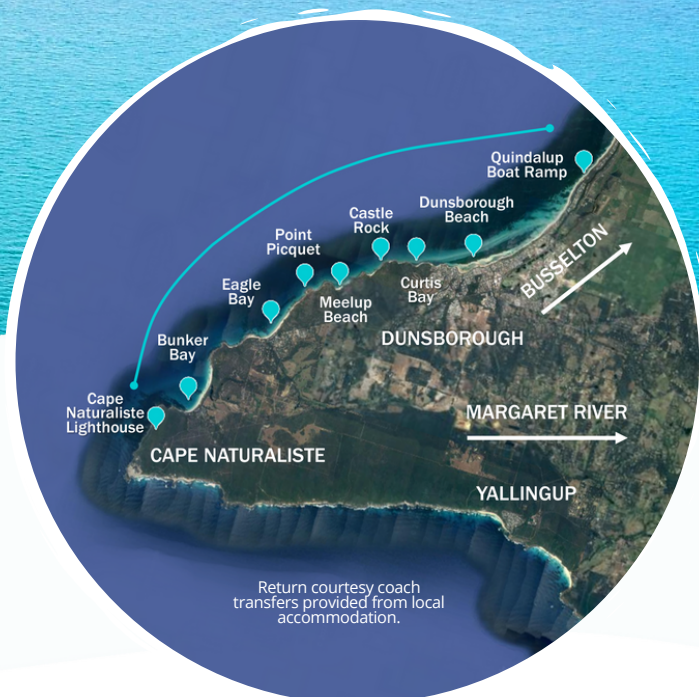 Quindalup
Boat Ramp
Dunsborough
Beach
Castle
Rock
Point
Picquet
BUSSELTON
Eagle
Bay
Meelup
Beach
Curtis
Bay
Bunker
Bay
DUNSBOROUGH
Cape
Naturaliste
Lighthouse
MARGARET RIVER
CAPE NATURALISTE
YALLINGUP
Return courtesy coach
transfers provided from local
accommodation.